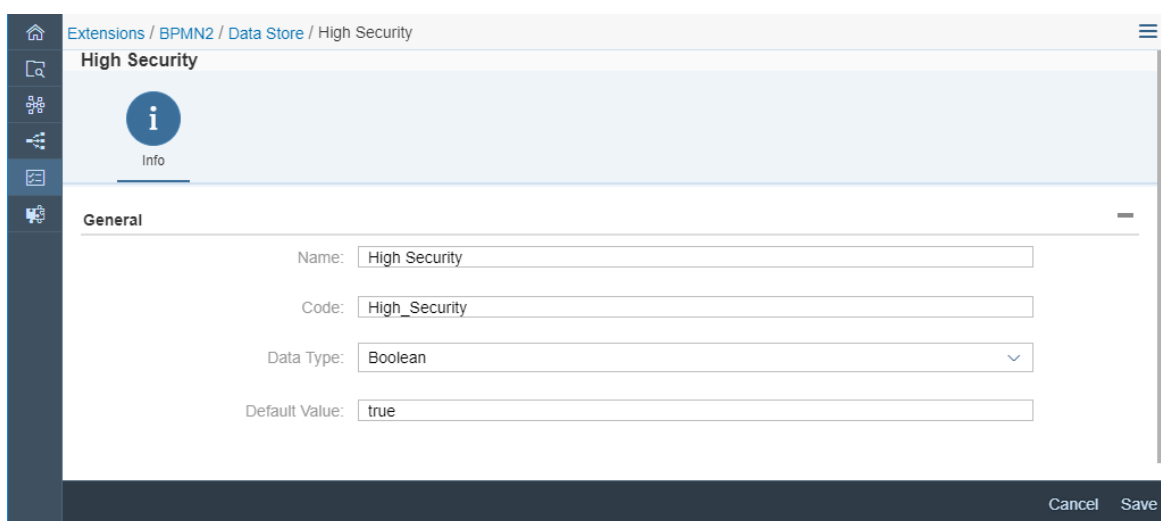 Extensions / BPMN2 / Data Store / High Security
High Security
i
Info
General
Name: High Security
Code: High_Security
Data Type: Boolean
Default Value: true
Cancel Save